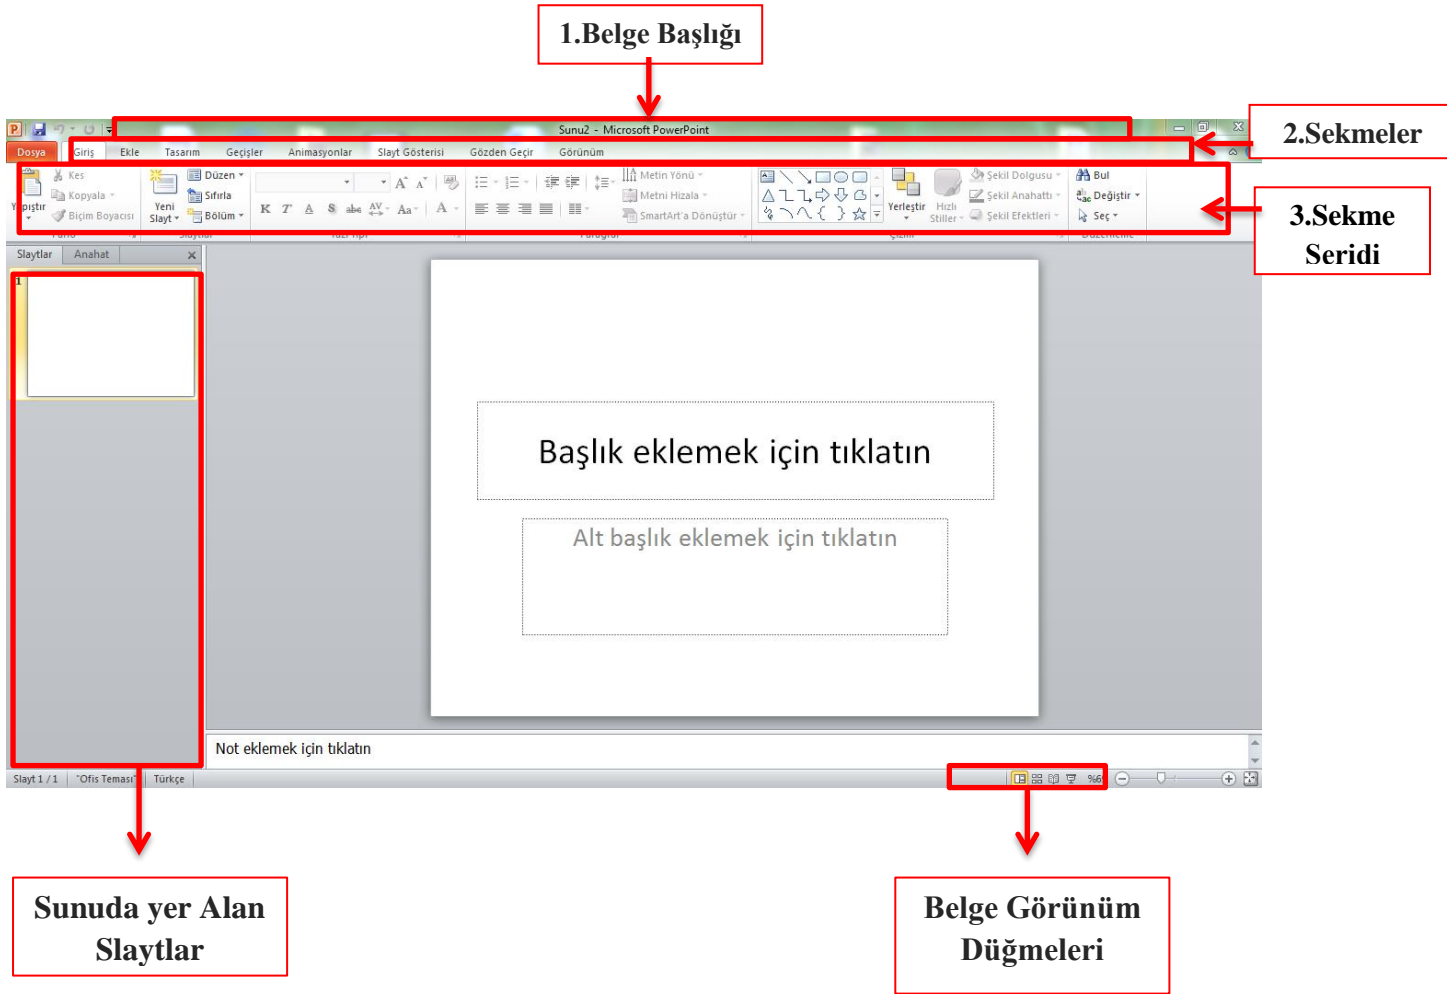 1.Belge Başlığı
Sunu2 - Microsoft PowerPoint
2.Sekmeler
Dosya Giriş Ekle Tasarım Geçişler Animasyonlar Slayt Gösterisi Gözden Geçir Görünüm
Kes
Kopyala
Biçim Boyacısı
Yeni
Slayt
Düzen
Sıfırla
Bölüm
K T A S abe AV Aa A
Metin Yönü
Metni Hizala
SmartArt'a Dönüştür
Yerleştir
Hızlı
Stiller
Şekil Dolgusu
Şekil Anahattı
Şekil Efektleri
Bul
Değiştir
Seç
3.Sekme
Seridi
Slaytlar Anahat
1
Başlık eklemek için tıklatın
Alt başlık eklemek için tıklatın
Not eklemek için tıklatın
Slayt 1 / 1 "Ofis Teması" Türkçe
Sunuda yer Alan
Slaytlar
Belge Görünüm
Düğmeleri